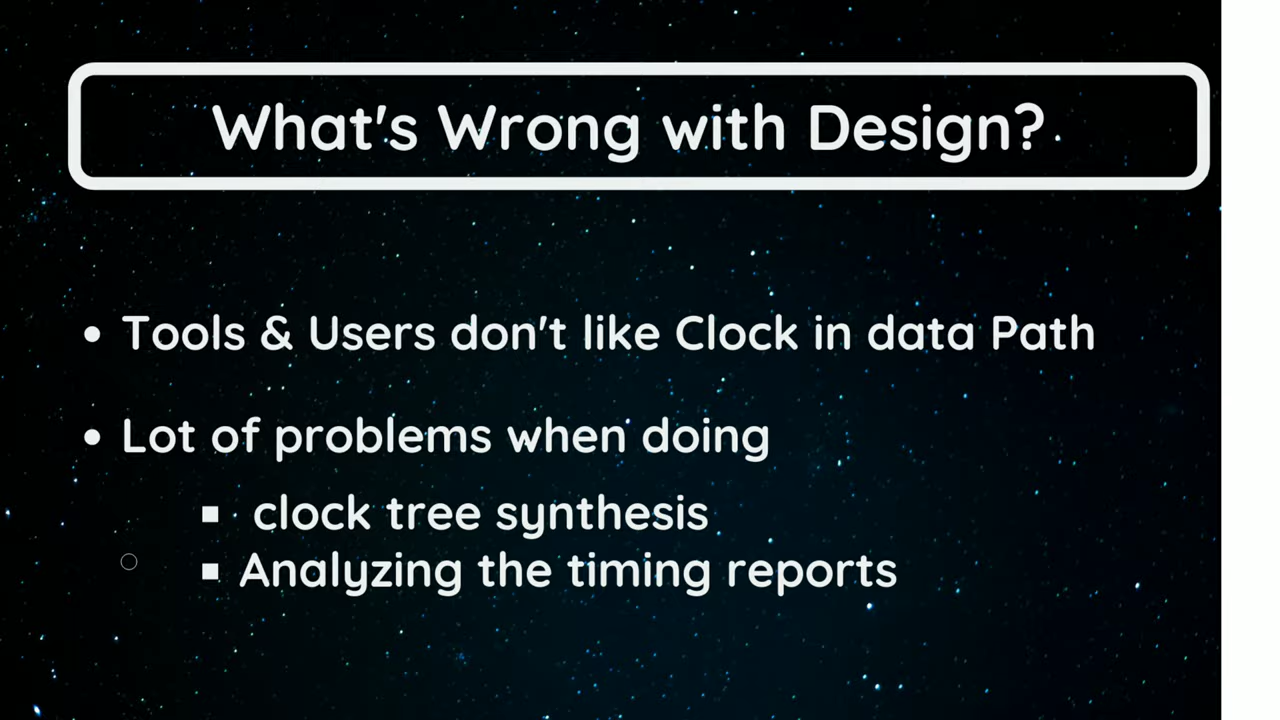 What's Wrong with Design?
• Tools & Users don't like Clock in data Path
• Lot of problems when doing
▪ clock tree synthesis
▪ Analyzing the timing reports